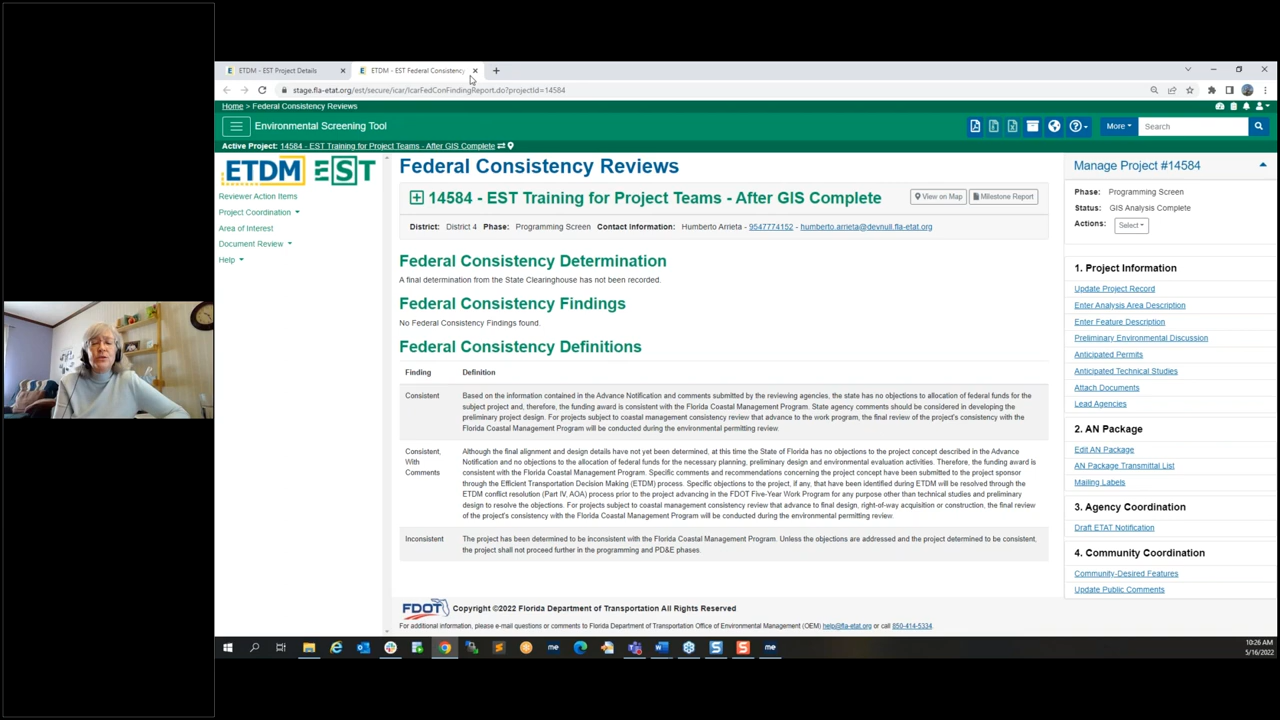 ETDM - EST Project Details
ETDM - EST Federal Consistency
stage.fla-etat.org/est/secure/icar/IcarFedConFindingReport.do?projectId=14584
Home > Federal Consistency Reviews
Environmental Screening Tool
More
Search
Active Project: 14584 - EST Training for Project Teams - After GIS Complete
ETDM EST
Reviewer Action Items
Project Coordination
Area of Interest
Document Review
Help
Federal Consistency Reviews
14584 - EST Training for Project Teams - After GIS Complete
View on Map
Milestone Report
District: District 4 Phase: Programming Screen Contact Information: Humberto Arrieta - 9547774152 - humberto.arrieta@devnull.fla-etat.org
Federal Consistency Determination
A final determination from the State Clearinghouse has not been recorded.
Federal Consistency Findings
No Federal Consistency Findings found.
Federal Consistency Definitions
Finding Definition
Consistent
Based on the information contained in the Advance Notification and comments submitted by the reviewing agencies, the state has no objections to allocation of federal funds for the
subject project and, therefore, the funding award is consistent with the Florida Coastal Management Program. State agency comments should be considered in developing the
preliminary project design. For projects subject to coastal management consistency review that advance to the work program, the final review of the project's consistency with the
Florida Coastal Management Program will be conducted during the environmental permitting review.
Consistent,
With
Comments
Although the final alignment and design details have not yet been determined, at this time the State of Florida has no objections to the project concept described in the Advance
Notification and no objections to the allocation of federal funds for the necessary planning, preliminary design and environmental evaluation activities. Therefore, the funding award is
consistent with the Florida Coastal Management Program. Specific comments and recommendations concerning the project concept have been submitted to the project sponsor
through the Efficient Transportation Decision Making (ETDM) process. Specific objections to the project, if any, that have been identified during ETDM will be resolved through the
ETDM conflict resolution (Part IV, AOA) process prior to the project advancing in the FDOT Five-Year Work Program for any purpose other than technical studies and preliminary
design to resolve the objections. For projects subject to coastal management consistency review that advance to final design, right-of-way acquisition or construction, the final review
of the project's consistency with the Florida Coastal Management Program will be conducted during the environmental permitting review.
Inconsistent
The project has been determined to be inconsistent with the Florida Coastal Management Program. Unless the objections are addressed and the project determined to be consistent,
the project shall not proceed further in the programming and PD&E phases.
FDOT Copyright ©2022 Florida Department of Transportation All Rights Reserved
For additional information, please e-mail questions or comments to Florida Department of Transportation Office of Environmental Management (OEM) help@fla-etat.org or call 850-414-5334.
Manage Project #14584
Phase: Programming Screen
Status: GIS Analysis Complete
Actions: Select
1. Project Information
Update Project Record
Enter Analysis Area Description
Enter Feature Description
Preliminary Environmental Discussion
Anticipated Permits
Anticipated Technical Studies
Attach Documents
Lead Agencies
2. AN Package
Edit AN Package
AN Package Transmittal List
Mailing Labels
3. Agency Coordination
Draft ETAT Notification
4. Community Coordination
Community-Desired Features
Update Public Comments
10:26 AM
5/16/2022